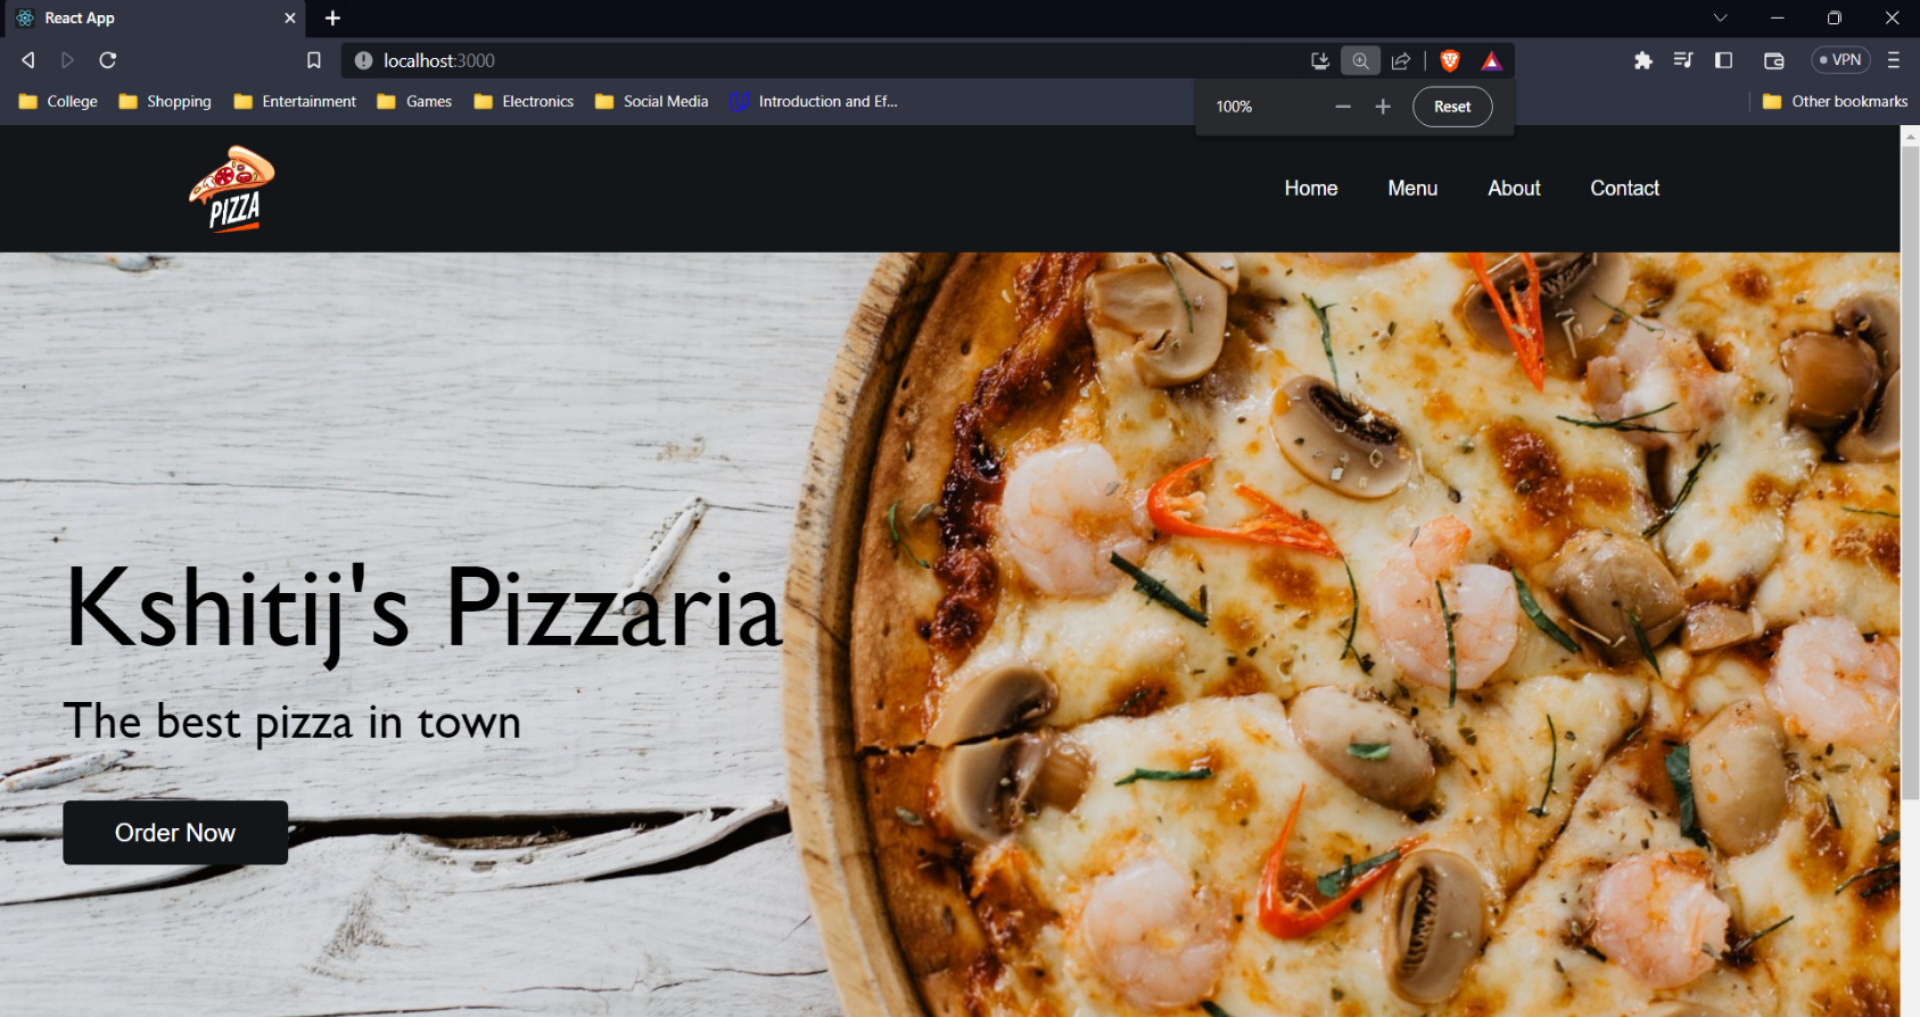 React App
localhost:3000
VPN
College Shopping Entertainment Games Electronics Social Media Introduction and Ef... Other bookmarks
100% Reset
PIZZA
Home Menu About Contact
Kshitij's Pizzaria
The best pizza in town
Order Now